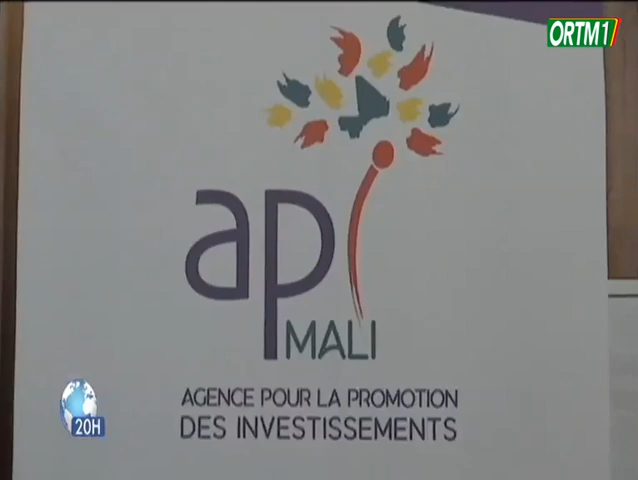 ORTM1
api
MALI
AGENCE POUR LA PROMOTION
DES INVESTISSEMENTS
20H